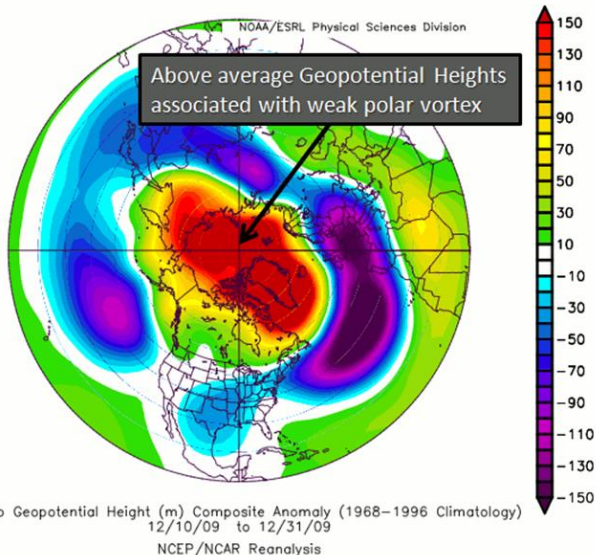 NOAA/ESRL Physical Sciences Division
Above average Geopotential Heights
associated with weak polar vortex
150
130
110
90
70
50
30
10
-10
-30
-50
-70
-90
-110
-130
-150
Geopotential Height (m) Composite Anomaly (1968-1996 Climatology)
12/10/09 to 12/31/09
NCEP/NCAR Reanalysis